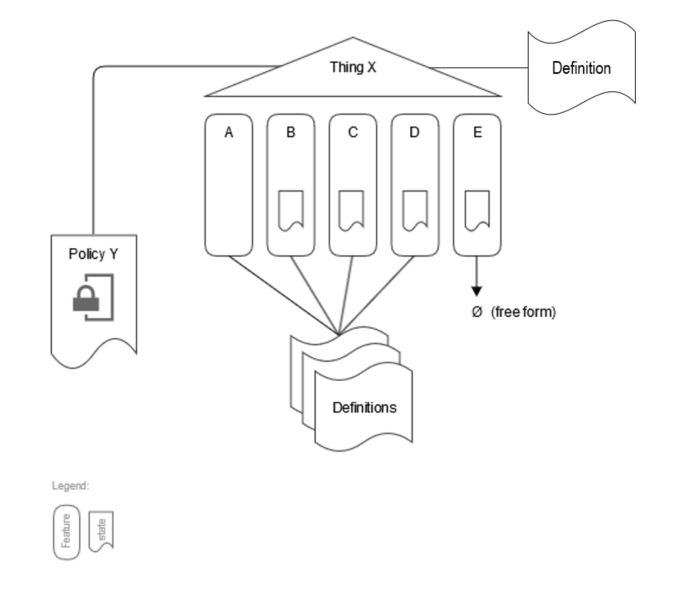 Thing X
Definition
A
B
C
D
E
Policy Y
Ø (free form)
Definitions
Legend:
Feature
state